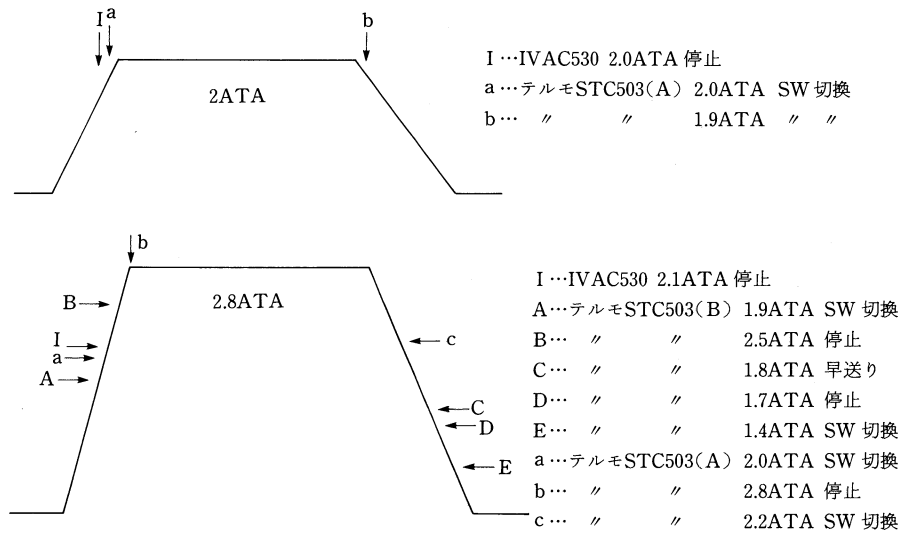 I a
b
2ATA
I…IVAC530 2.0ATA 停止
a…テルモSTC503(A) 2.0ATA SW 切換
b… 〃 〃 1.9ATA 〃 〃
b
B
I
a
A
2.8ATA
c
C
D
E
I…IVAC530 2.1ATA 停止
A…テルモSTC503(B) 1.9ATA SW 切換
B… 〃 〃 2.5ATA 停止
C… 〃 〃 1.8ATA 早送り
D… 〃 〃 1.7ATA 停止
E… 〃 〃 1.4ATA SW 切換
a…テルモSTC503(A) 2.0ATA SW 切換
b… 〃 〃 2.8ATA 停止
c… 〃 〃 2.2ATA SW 切換